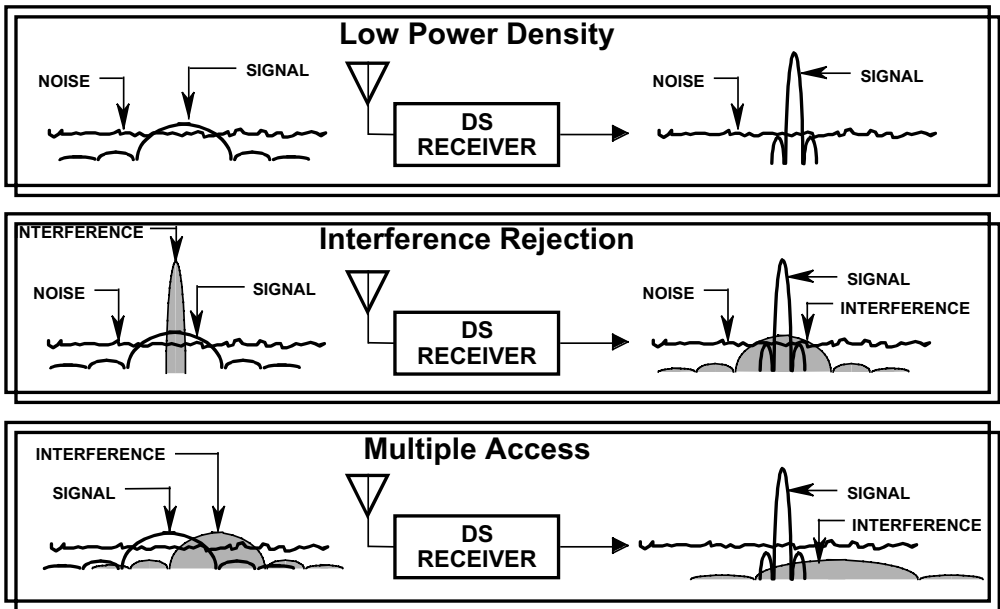 Low Power Density
NOISE
SIGNAL
DS
RECEIVER
NOISE
SIGNAL
Interference Rejection
NTERFERENCE
NOISE
SIGNAL
DS
RECEIVER
NOISE
SIGNAL
INTERFERENCE
Multiple Access
INTERFERENCE
SIGNAL
DS
RECEIVER
SIGNAL
INTERFERENCE